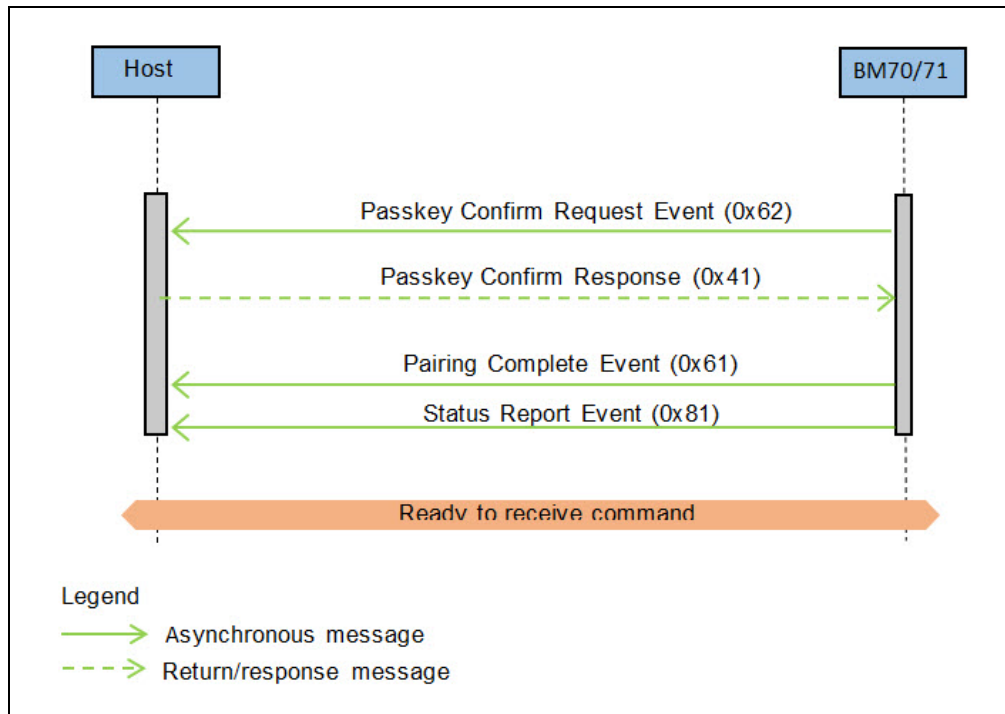 Host
BM70/71
Passkey Confirm Request Event (0x62)
Passkey Confirm Response (0x41)
Pairing Complete Event (0x61)
Status Report Event (0x81)
Ready to receive command
Legend
Asynchronous message
Return/response message